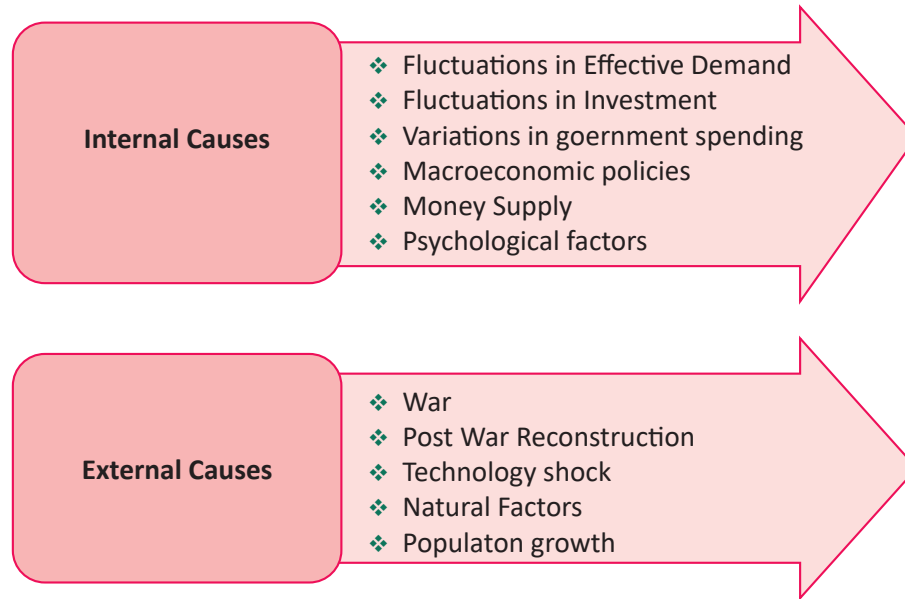 Internal Causes
❖ Fluctuations in Effective Demand
❖ Fluctuations in Investment
❖ Variations in goernment spending
❖ Macroeconomic policies
❖ Money Supply
❖ Psychological factors
External Causes
❖ War
❖ Post War Reconstruction
❖ Technology shock
❖ Natural Factors
❖ Populaton growth